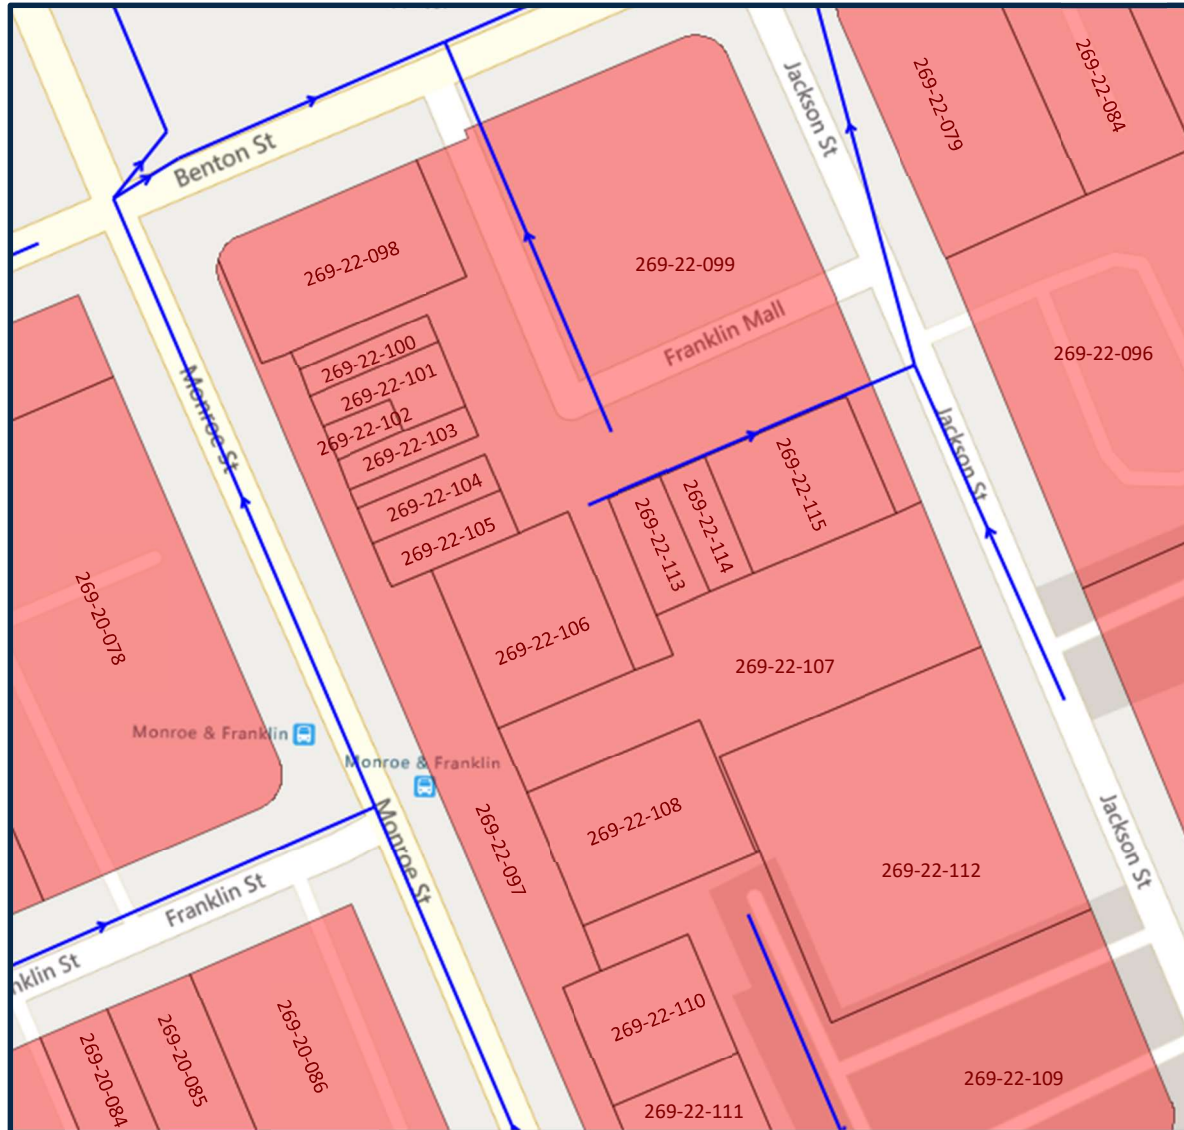 Jackson St
269-22-079
269-22-084
Benton St
269-22-098
269-22-099
Franklin Mall
269-22-096
269-22-100
269-22-101
269-22-102
269-22-103
269-22-104
269-22-105
Monroe St
Jackson St
269-22-115
269-22-114
269-22-113
269-20-078
269-22-106
269-22-107
Monroe & Franklin
Monroe & Franklin
269-22-108
269-22-097
Monroe St
269-22-112
Jackson St
Franklin St
nklin St
269-20-084
269-20-085
269-20-086
269-22-110
269-22-109
269-22-111